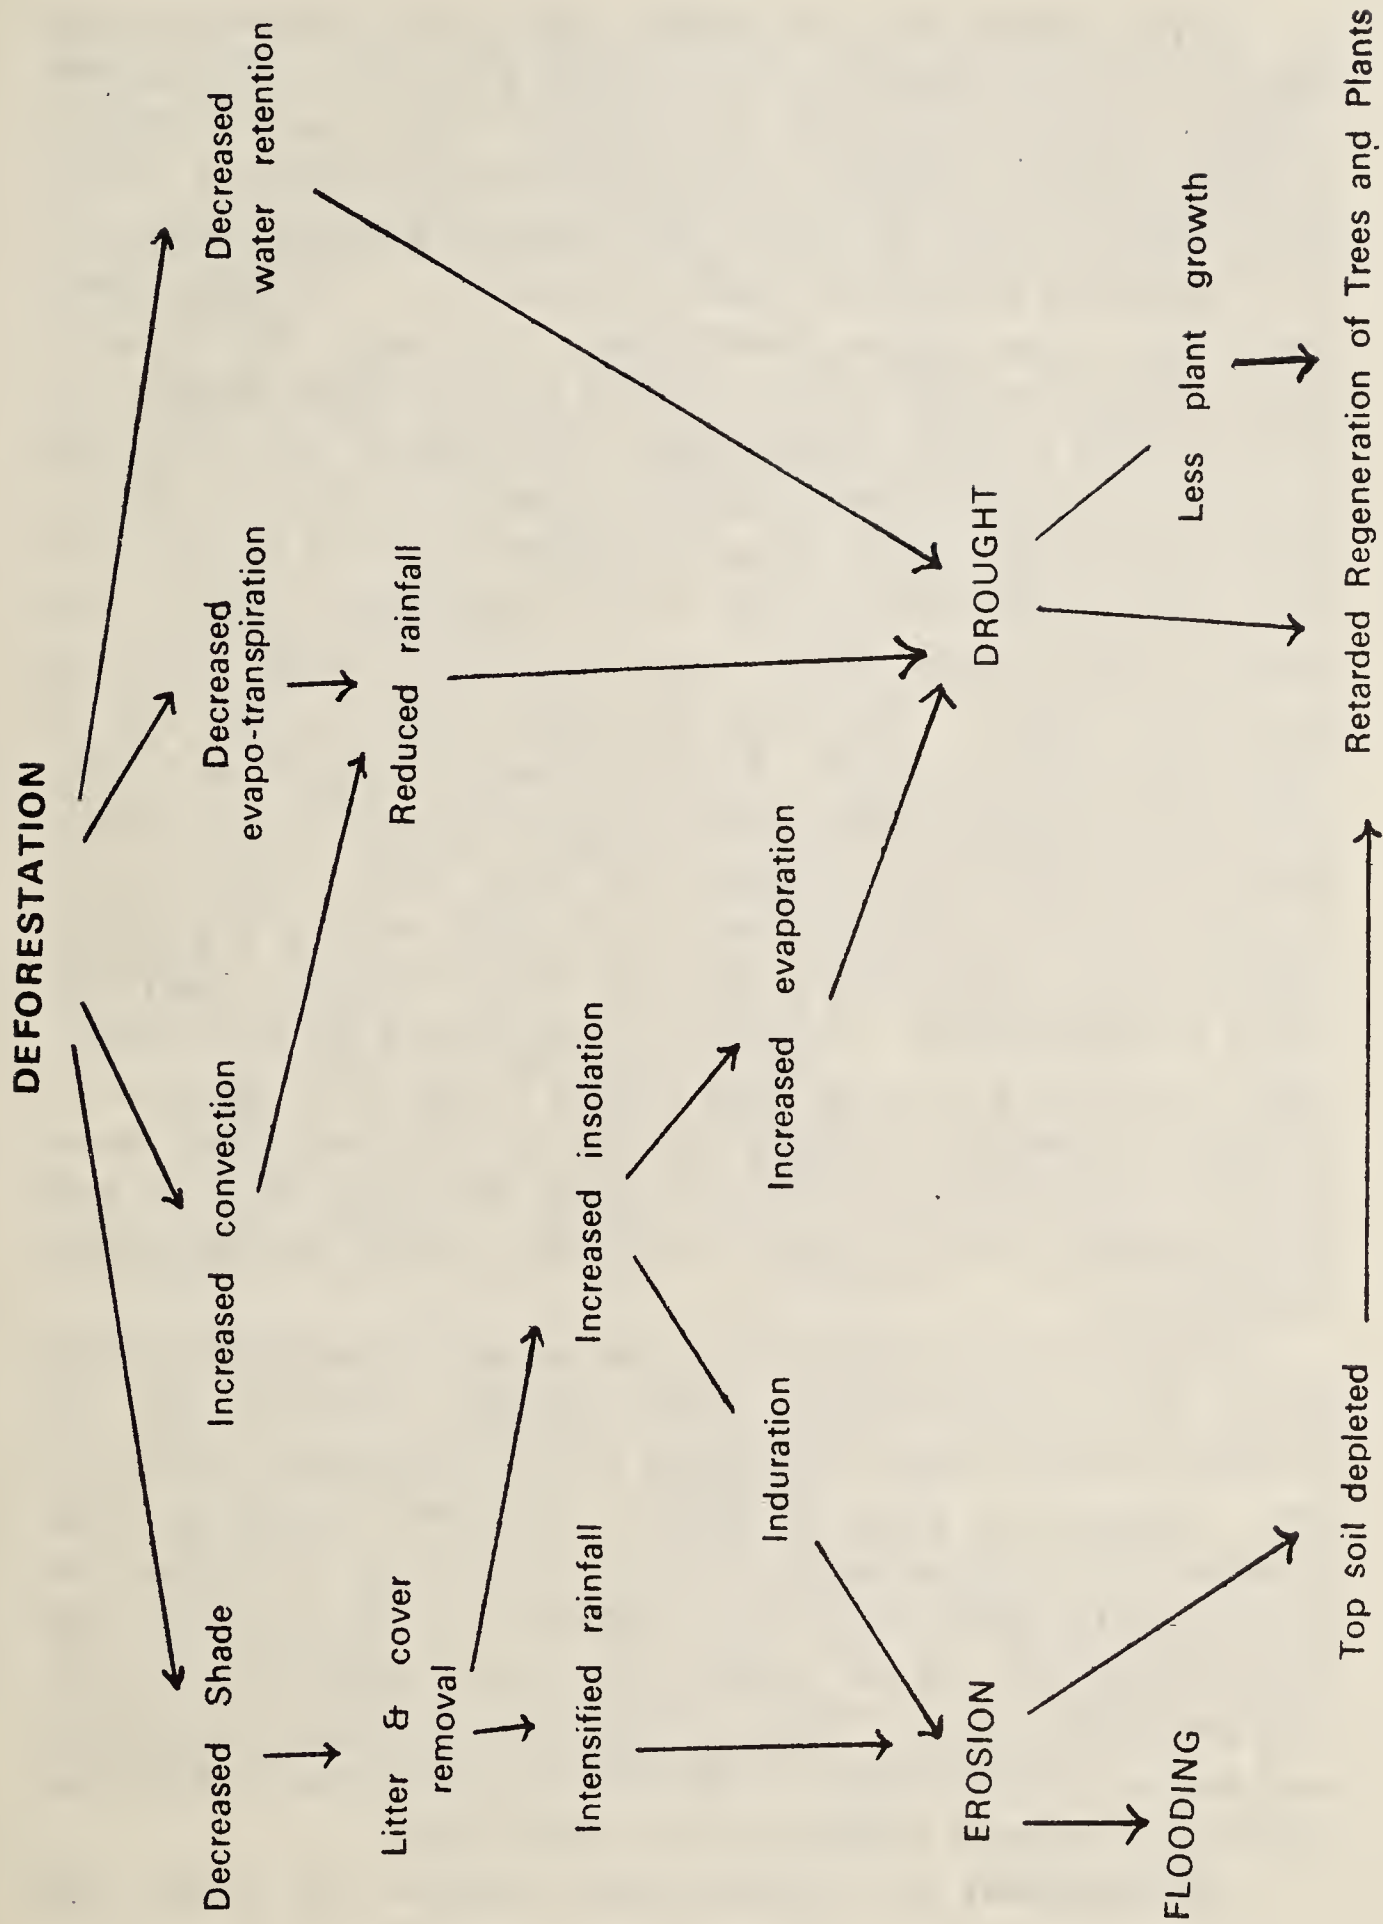 DEFORESTATION
Decreased Shade
Increased convection
Decreased
evapo-transpiration
Decreased
water retention
Litter & cover
removal
Reduced rainfall
Intensified rainfall
Increased insolation
Induration
Increased evaporation
EROSION
DROUGHT
FLOODING
Less plant growth
Top soil depleted
Retarded Regeneration of Trees and Plants